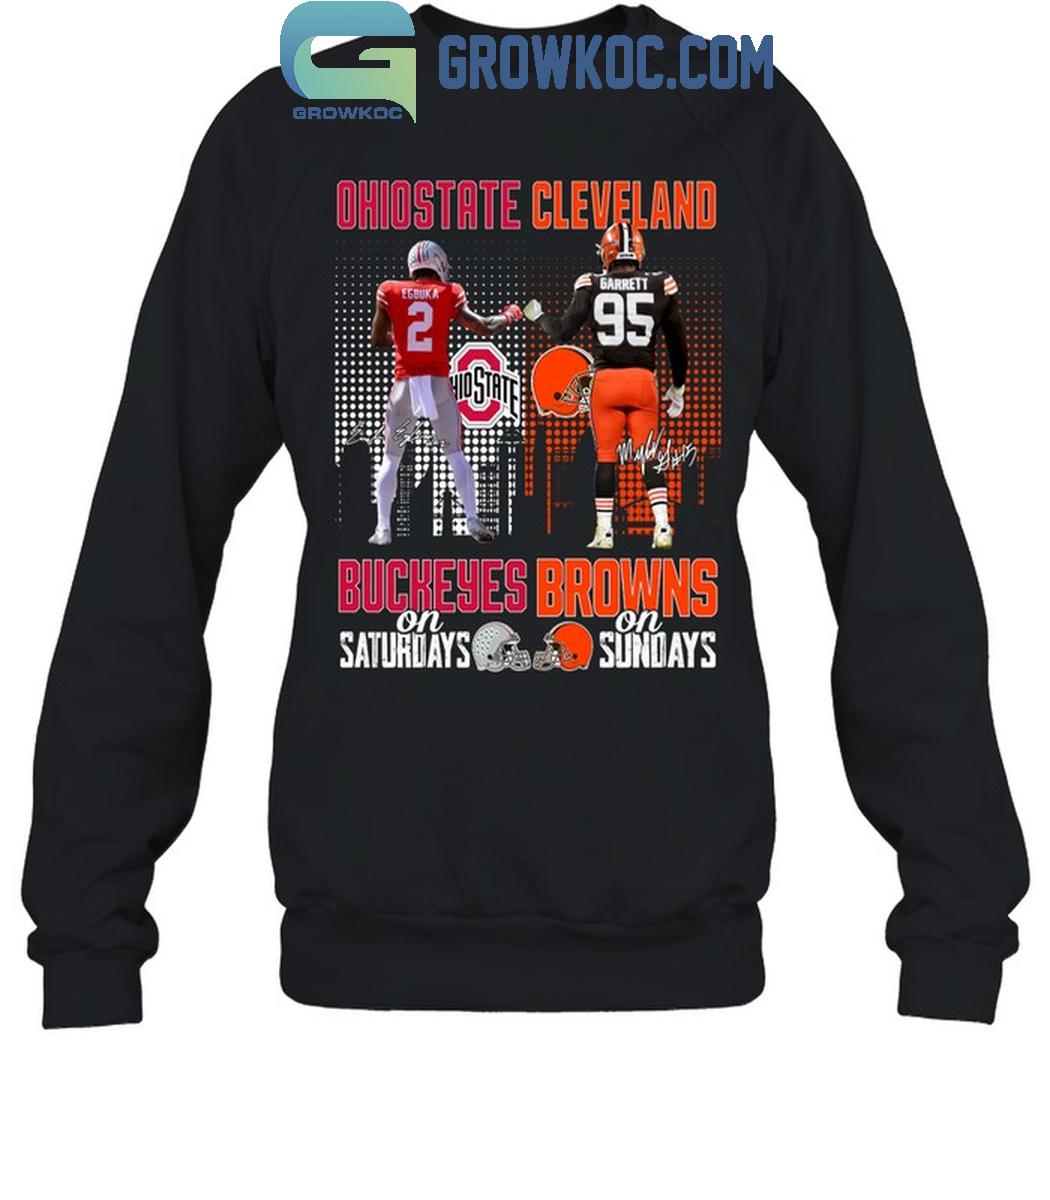 GROWKOC.COM
GROWKOC
OHIOSTATE CLEVELAND
EGBUKA
2
GARRETT
95
OHIO STATE
BUCKEYES BROWNS
on on
SATURDAYS SUNDAYS